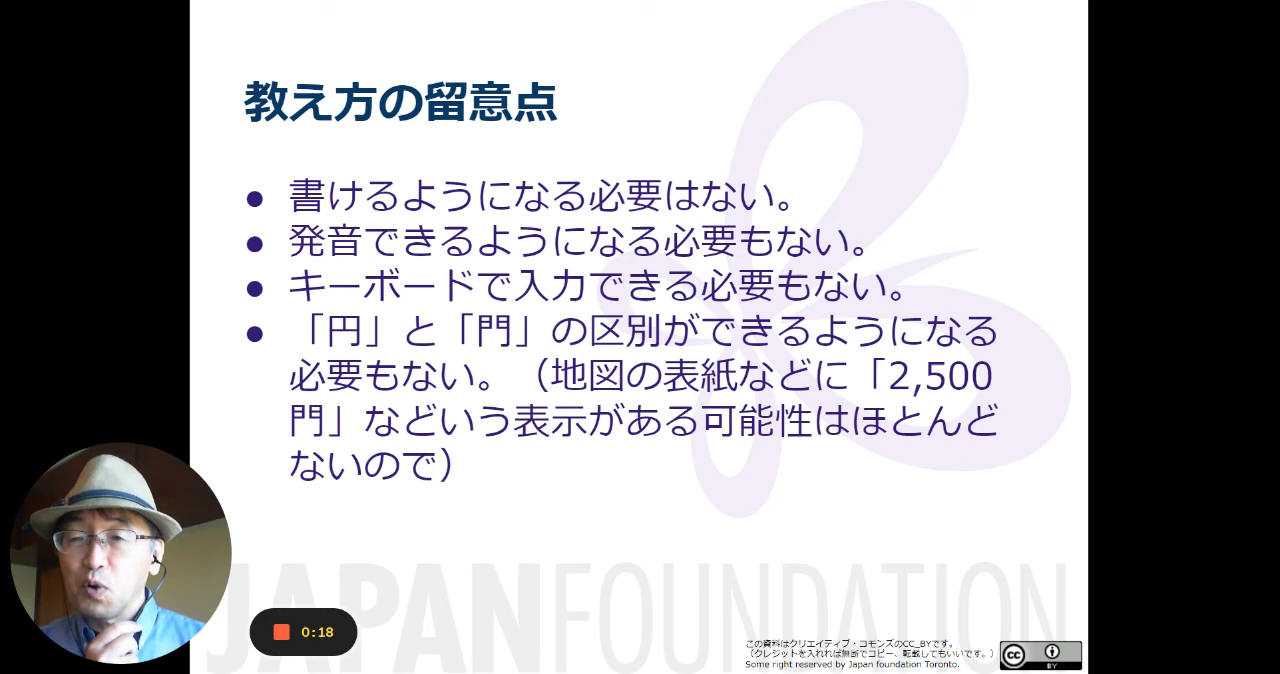 教え方の留意点
● 書けるようになる必要はない。
● 発音できるようになる必要もない。
● キーボードで入力できる必要もない。
● 「円」と「門」の区別ができるようになる
必要もない。（地図の表紙などに「2,500
門」などいう表示がある可能性はほとんど
ないので）
JAPANFOUNDATION
0:18
この資料はクリエイティブ・コモンズのCC_BYです。
（クレジットを入れれば無断でコピー、転載してもいいです。）
Some right reserved by Japan foundation Toronto.
cc
BY